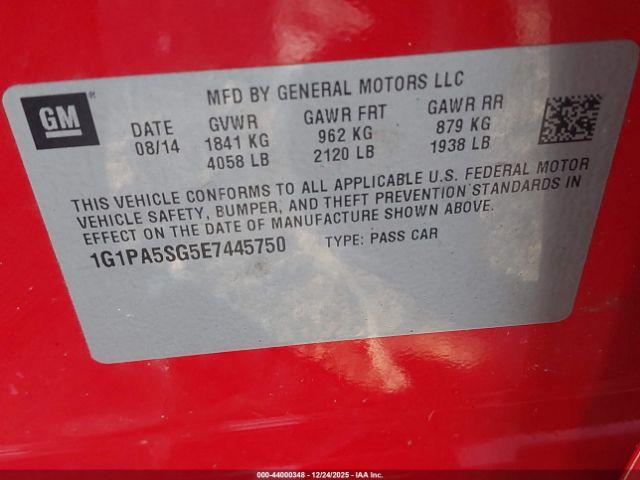 GM®
MFD BY GENERAL MOTORS LLC
DATE GVWR GAWR FRT GAWR RR
08/14 1841 KG 962 KG 879 KG
4058 LB 2120 LB 1938 LB
THIS VEHICLE CONFORMS TO ALL APPLICABLE U.S. FEDERAL MOTOR
VEHICLE SAFETY, BUMPER, AND THEFT PREVENTION STANDARDS IN
EFFECT ON THE DATE OF MANUFACTURE SHOWN ABOVE.
1G1PA5SG5E7445750 TYPE: PASS CAR
000-44000348 - 12/24/2025 - IAA Inc.